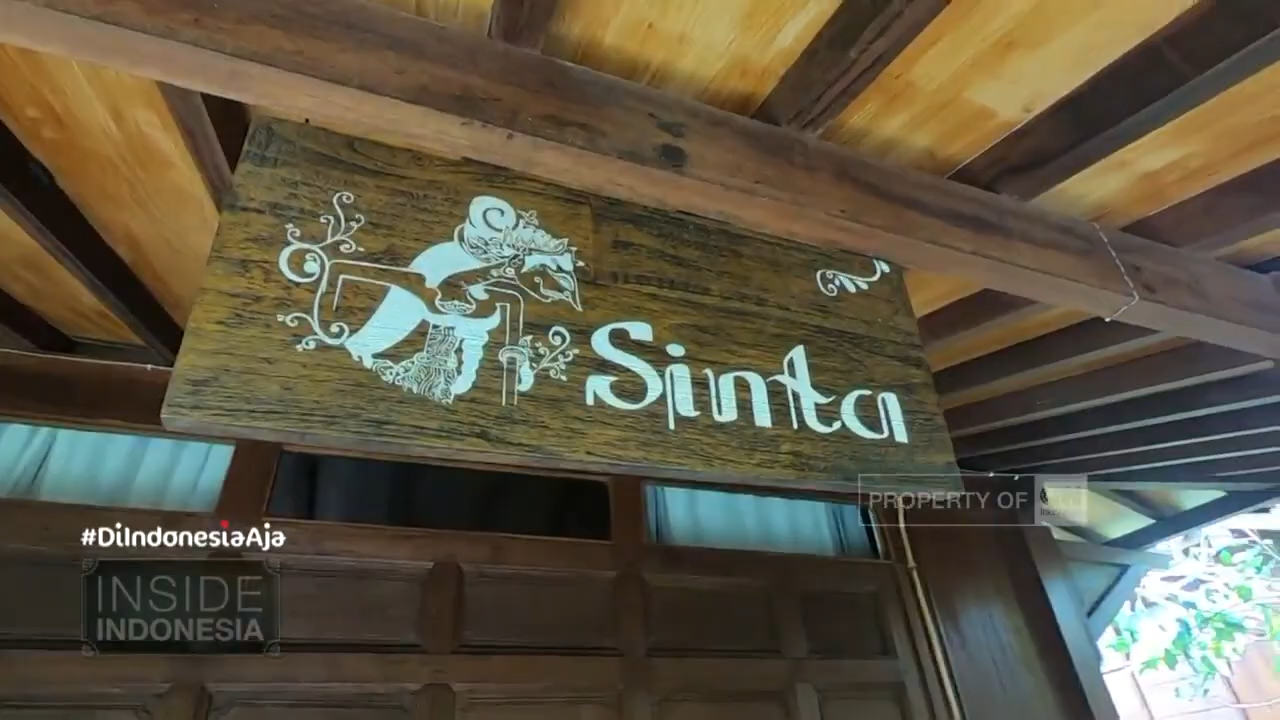 Sinta
PROPERTY OF
#DiIndonesiaAja
INSIDE
INDONESIA